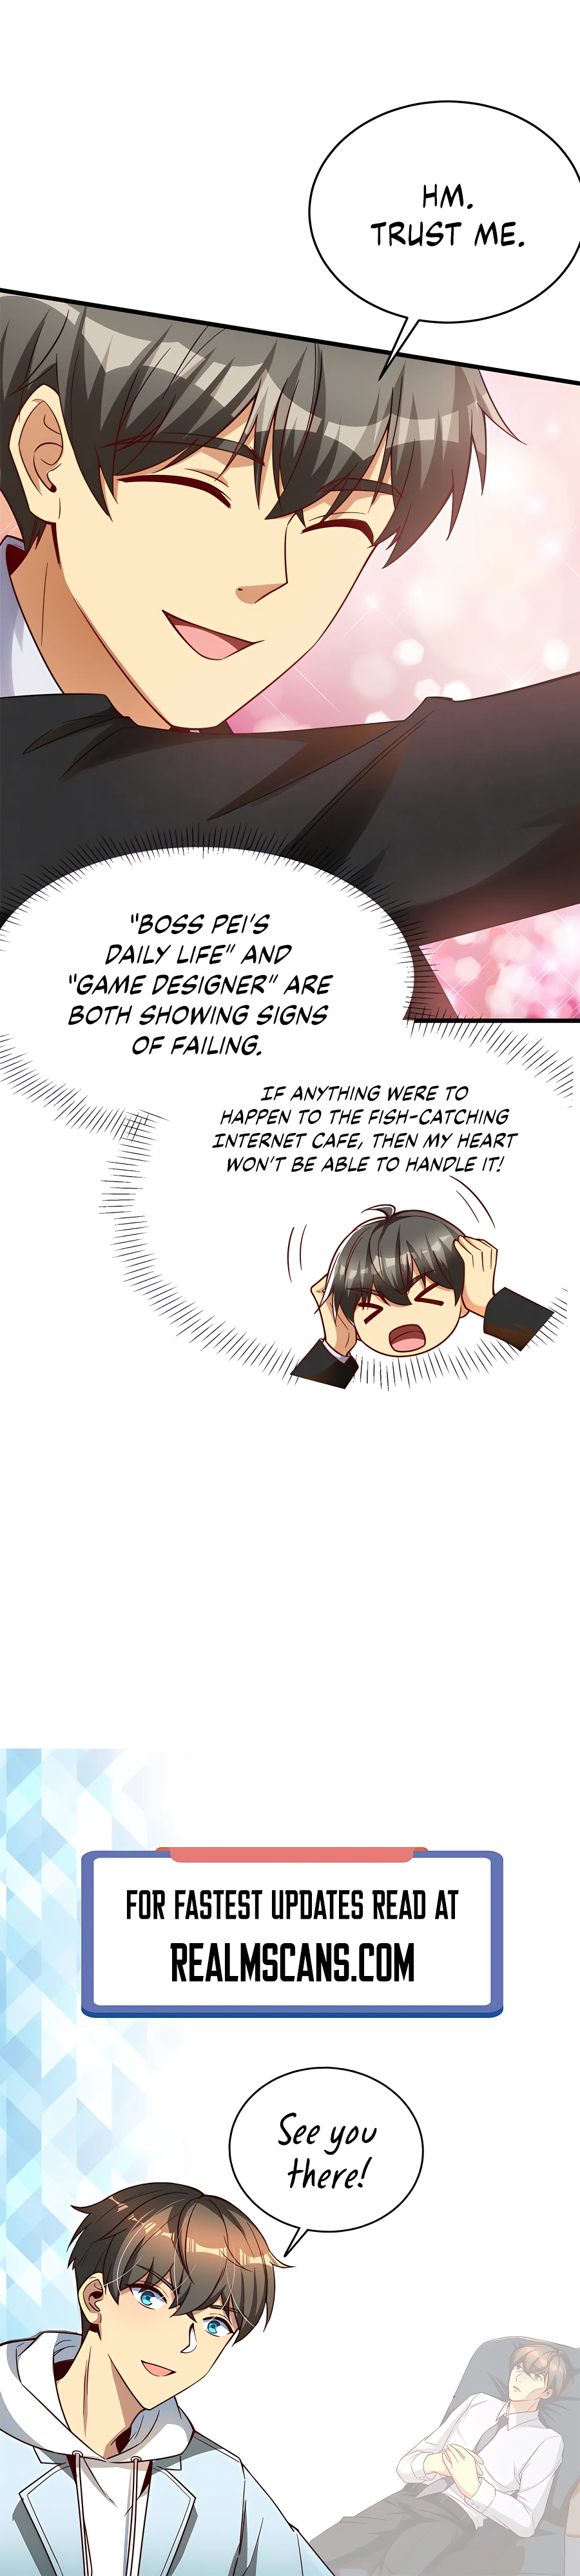 HM.
TRUST ME.
"BOSS PEI'S
DAILY LIFE" AND
"GAME DESIGNER" ARE
BOTH SHOWING SIGNS
OF FAILING.
IF ANYTHING WERE TO
HAPPEN TO THE FISH-CATCHING
INTERNET CAFE, THEN MY HEART
WON'T BE ABLE TO HANDLE IT!
FOR FASTEST UPDATES READ AT
REALMSCANS.COM
See you
there!